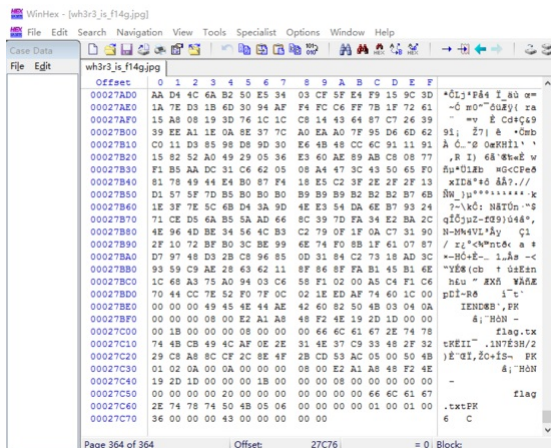 WinHex - [wh3r3_is_f14g.jpg]
File Edit Search Navigation View Tools Specialist Options Window Help
Case Data
File Edit
wh3r3_is_f14g.jpg
Offset 0 1 2 3 4 5 6 7 8 9 A B C D E F
00027AD0 AA D4 4C 6A B2 50 E5 34 03 CF 5F E4 F9 15 9C 3D
00027AE0 1A 7E D3 1B 6D 30 94 AF F4 FC C6 FF 7B 1F 72 61
00027AF0 15 A8 08 19 3D 76 1C 1C C8 14 43 64 87 C7 26 39
00027B00 39 EE A1 1E 0A 8E 37 7C A0 EA A0 7F 95 D6 6D 62
00027B10 C0 11 D3 85 98 D8 9D 30 E6 4B 48 CC 6C 91 11 91
00027B20 15 82 52 A0 49 29 05 36 E3 60 AE 89 AB C8 08 77
00027B30 F1 B5 AA DC 31 C6 62 05 08 A4 47 3C 43 50 65 F0
00027B40 81 78 49 44 E4 B0 87 F4 18 E5 C2 3F 2E 2F 2F 13
00027B50 D1 57 5F 7D B5 B0 B0 B0 B9 B9 B9 B2 B2 B2 B7 6B
00027B60 1E 3F 7E 5C 6B D4 3A 9D 4E E3 54 DA 6E B7 93 24
00027B70 71 CE D5 6A B5 5A AD 66 8C 39 7D FA 34 E2 BA 2C
00027B80 4E 96 4D BE 34 56 4C B3 C2 79 0F 1F 0A C7 31 90
00027B90 2F 10 72 BF B0 3C BE 99 6E 74 F0 8B 1F 61 07 87
00027BA0 D7 97 48 D3 2B C8 96 85 0D 31 84 C2 73 18 AD 3C
00027BB0 93 59 C9 AE 28 63 62 11 8F 86 8F FA B1 45 B1 6E
00027BC0 1C 68 A3 75 A0 94 03 C6 58 F1 02 00 A5 C4 F1 C6
00027BD0 70 44 CC 7E 52 F0 7F 0C 02 1E ED AF 74 60 1C 00
00027BE0 00 00 00 49 45 4E 44 AE 42 60 82 50 4B 03 04 0A IENDB`‚PK
00027BF0 00 00 00 08 00 E2 A1 A8 48 F2 4E 19 2D 1D 00 00
00027C00 00 1B 00 00 00 08 00 00 00 66 6C 61 67 2E 74 78 flag.tx
00027C10 74 4B CB 49 4C AF 0E 2E 31 4E 37 C9 33 48 2F 32
00027C20 29 C8 A8 8C CF 2C 8E 4F 2B CD 53 AC 05 00 50 4B
00027C30 01 02 0A 00 0A 00 00 00 08 00 E2 A1 A8 48 F2 4E
00027C40 19 2D 1D 00 00 00 1B 00 00 00 08 00 00 00 00 00 -
00027C50 00 00 00 00 20 00 00 00 00 00 00 00 66 6C 61 67 flag
00027C60 2E 74 78 74 50 4B 05 06 00 00 00 00 01 00 01 00 .txtPK
00027C70 36 00 00 00 43 00 00 00 00 00 6 C
Page 364 of 364 Offset: 27C76 = 0 Block: